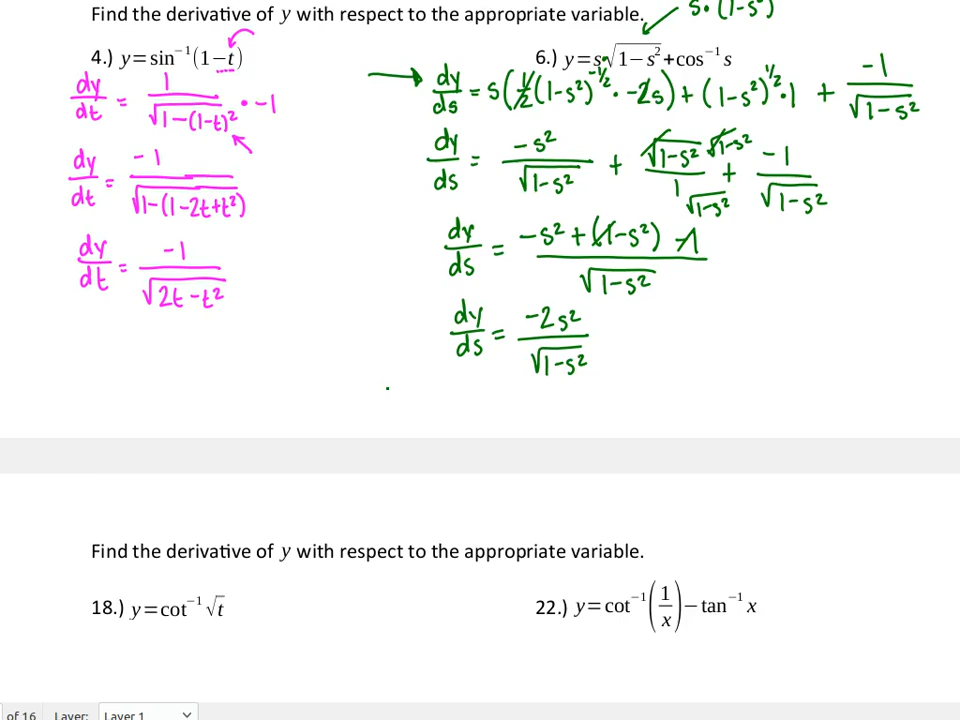 Find the derivative of y with respect to the appropriate variable.
s • (1-s²)
4.) y=sin⁻¹(1−t)
dy/dt = 1/√1-(1-t)² • -1
dy/dt = -1/√1-(1-2t+t²)
dy/dt = -1/√2t-t²
6.) y=s•√1−s²+cos⁻¹ s
dy/ds = s(½(1-s²)^-½ • -2s) + (1-s²)^½ • 1 + -1/√1-s²
dy/ds = -s²/√1-s² + √1-s²/1 √1-s²/√1-s² + -1/√1-s²
dy/ds = -s² + (1-s²) -1/√1-s²
dy/ds = -2s²/√1-s²
Find the derivative of y with respect to the appropriate variable.
18.) y=cot⁻¹ √t
22.) y=cot⁻¹(1/x)−tan⁻¹ x
of 16 Layer: Layer 1